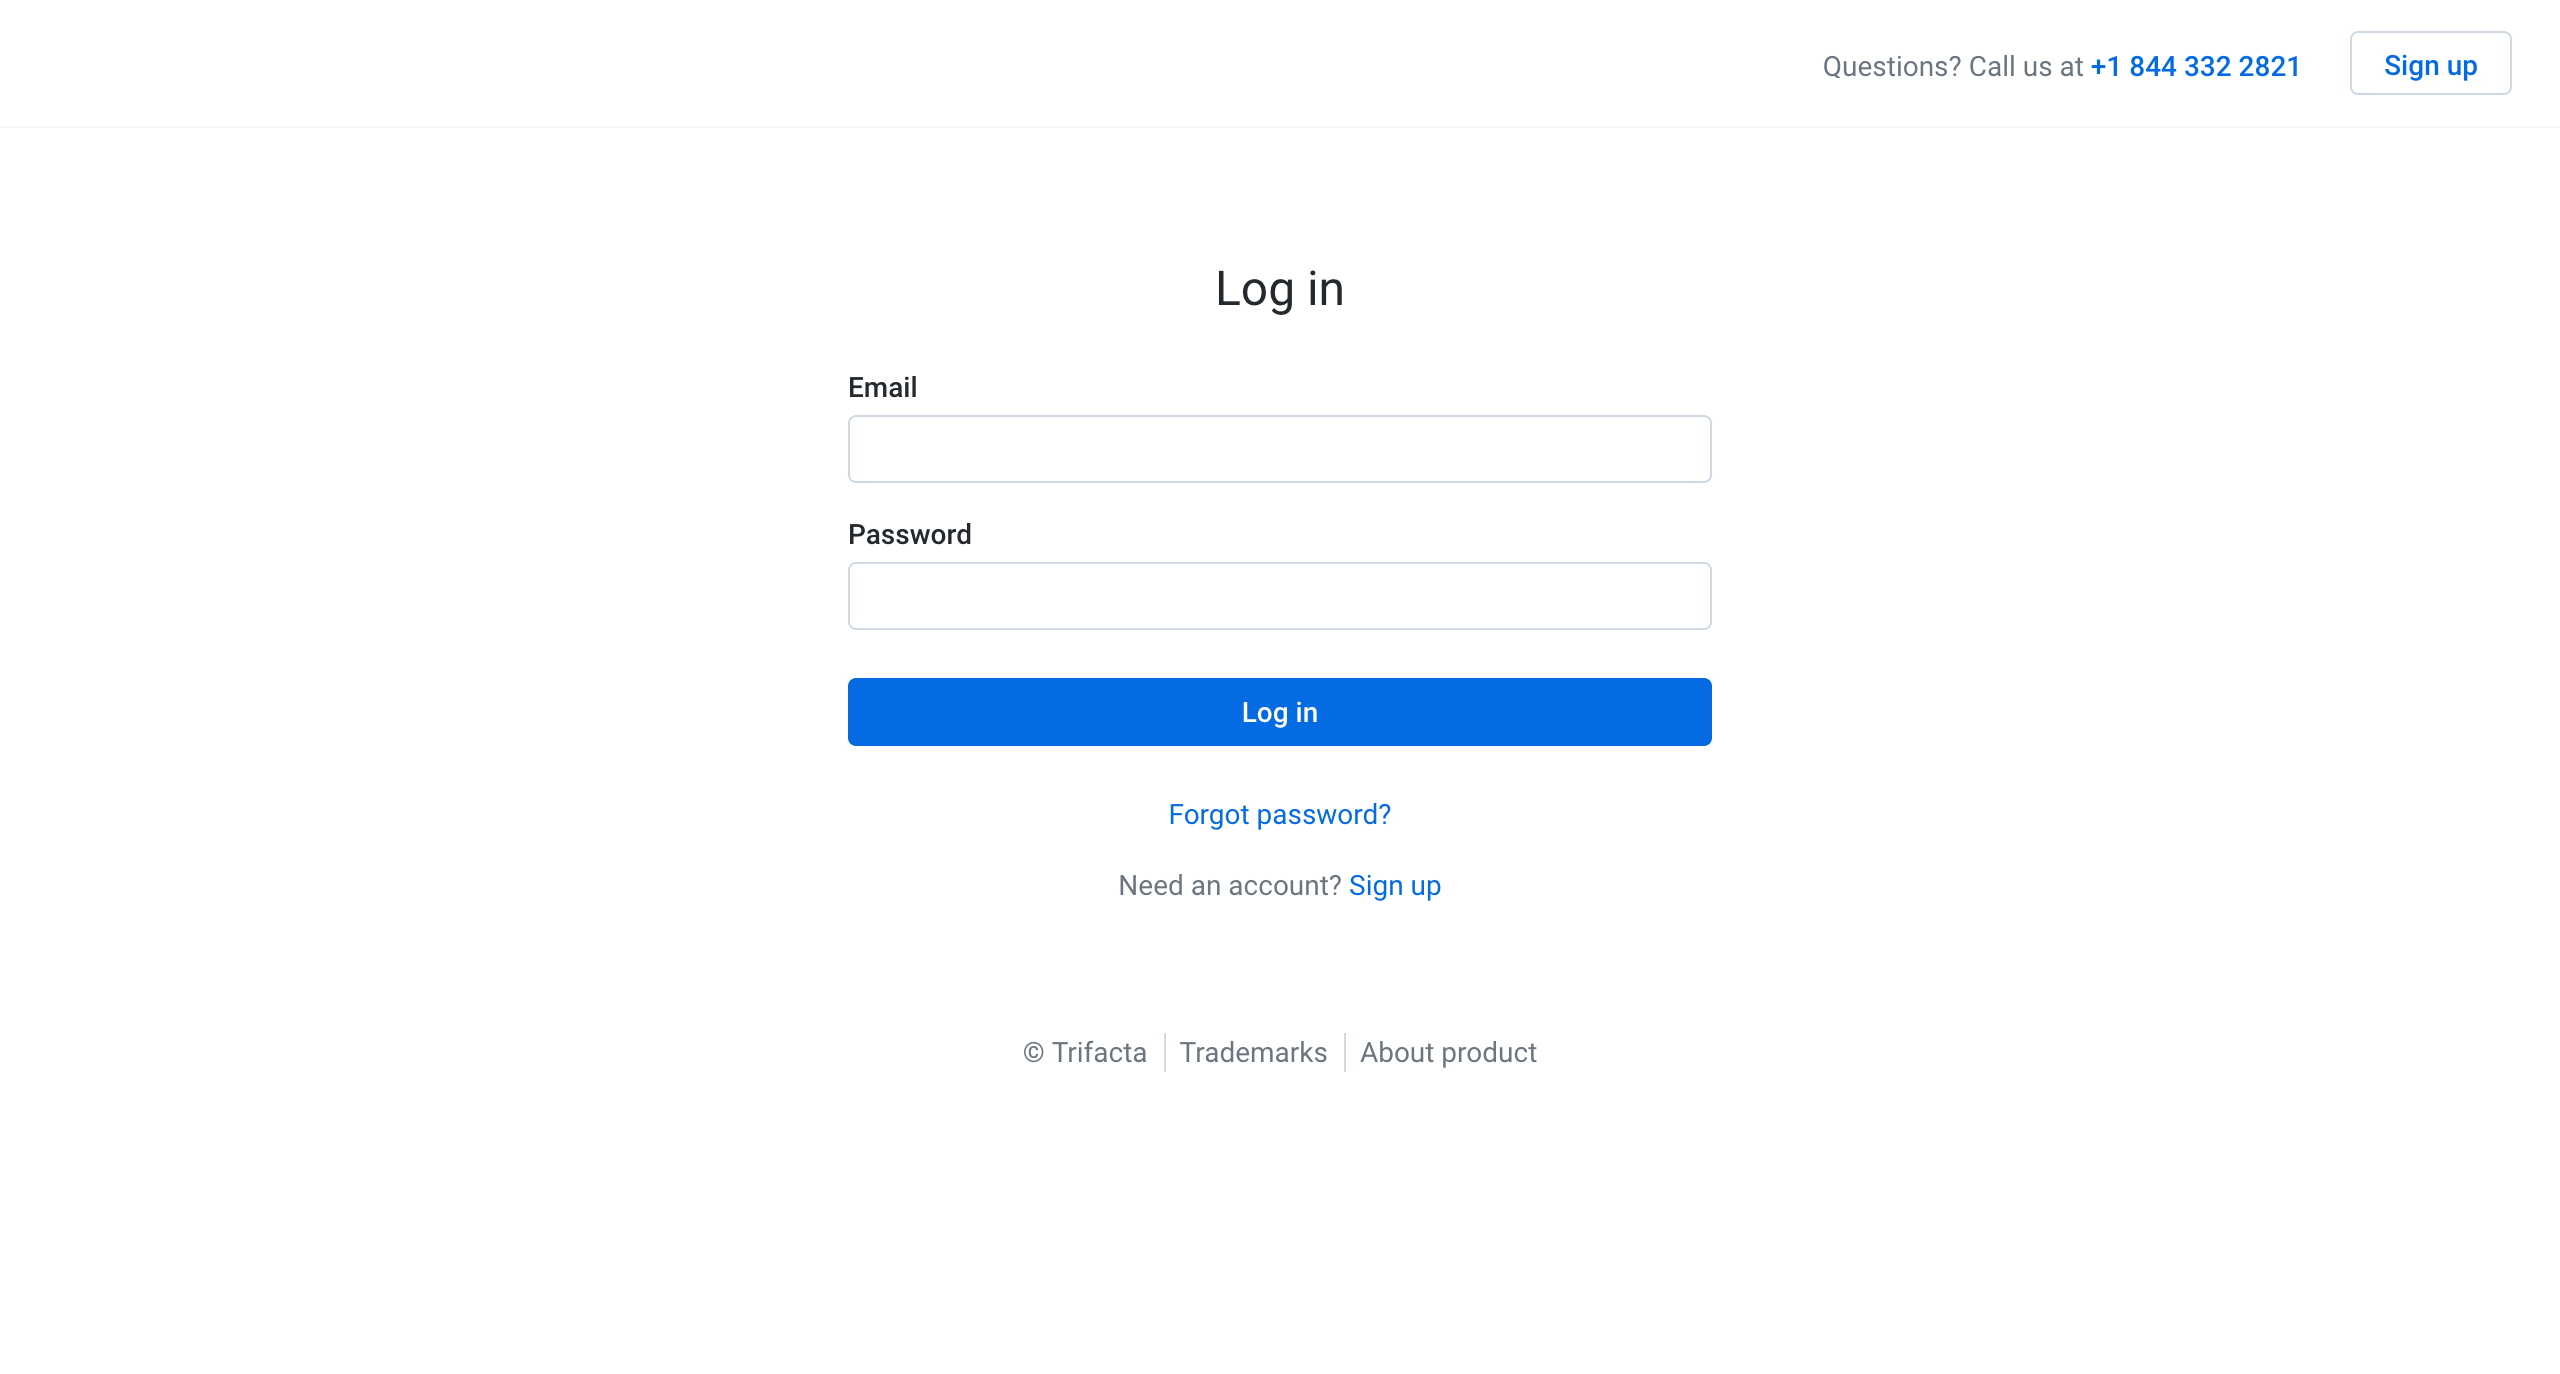 Questions? Call us at +1 844 332 2821
Sign up
Log in
Email
Password
Log in
Forgot password?
Need an account? Sign up
© Trifacta
Trademarks
About product